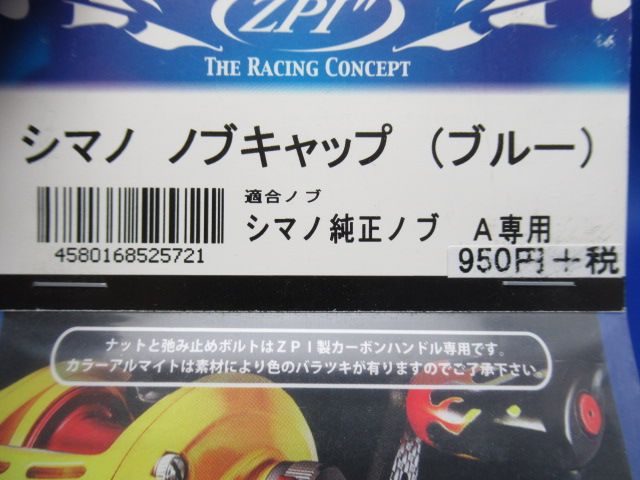 ZPI
THE RACING CONCEPT
シマノ ノブキャップ (ブルー)
適合ノブ
シマノ純正ノブ A専用
4580168525721
950円+税
ナットと弛み止めボルトはZPI製カーボンハンドル専用です。
カラーアルマイトは素材により色のバラツキが有りますのでご了承下さい。